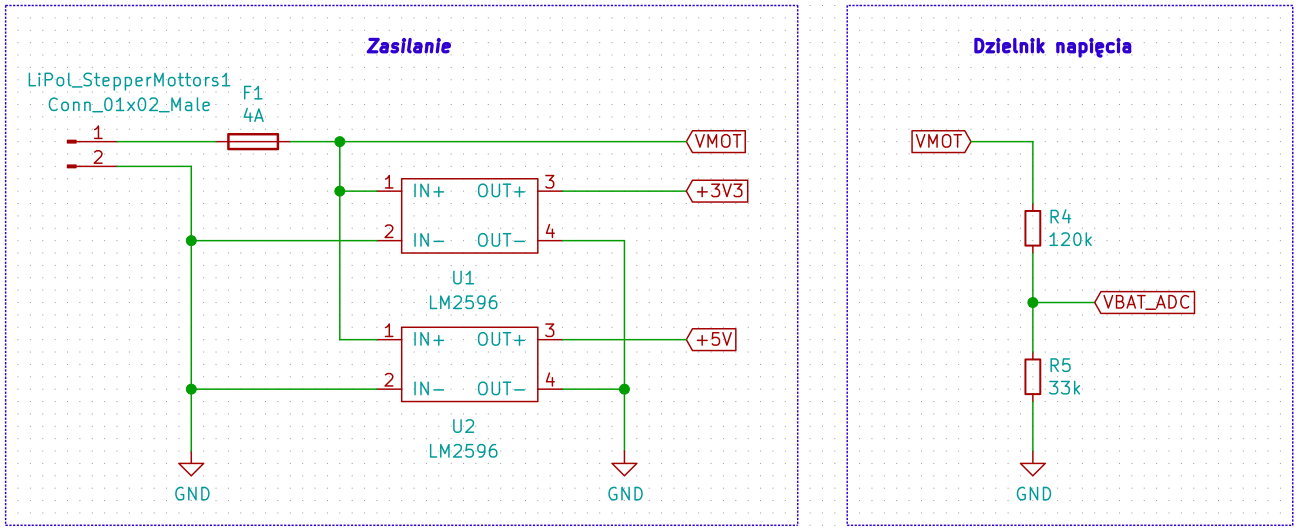 Zasilanie
LiPol_StepperMottors1
Conn_01x02_Male
F1
4A
1
2
VMOT
1 IN+ OUT+ 3
+3V3
2 IN- OUT- 4
U1
LM2596
1 IN+ OUT+ 3
+5V
2 IN- OUT- 4
U2
LM2596
GND
GND
Dzielnik napięcia
VMOT
R4
120k
VBAT_ADC
R5
33k
GND